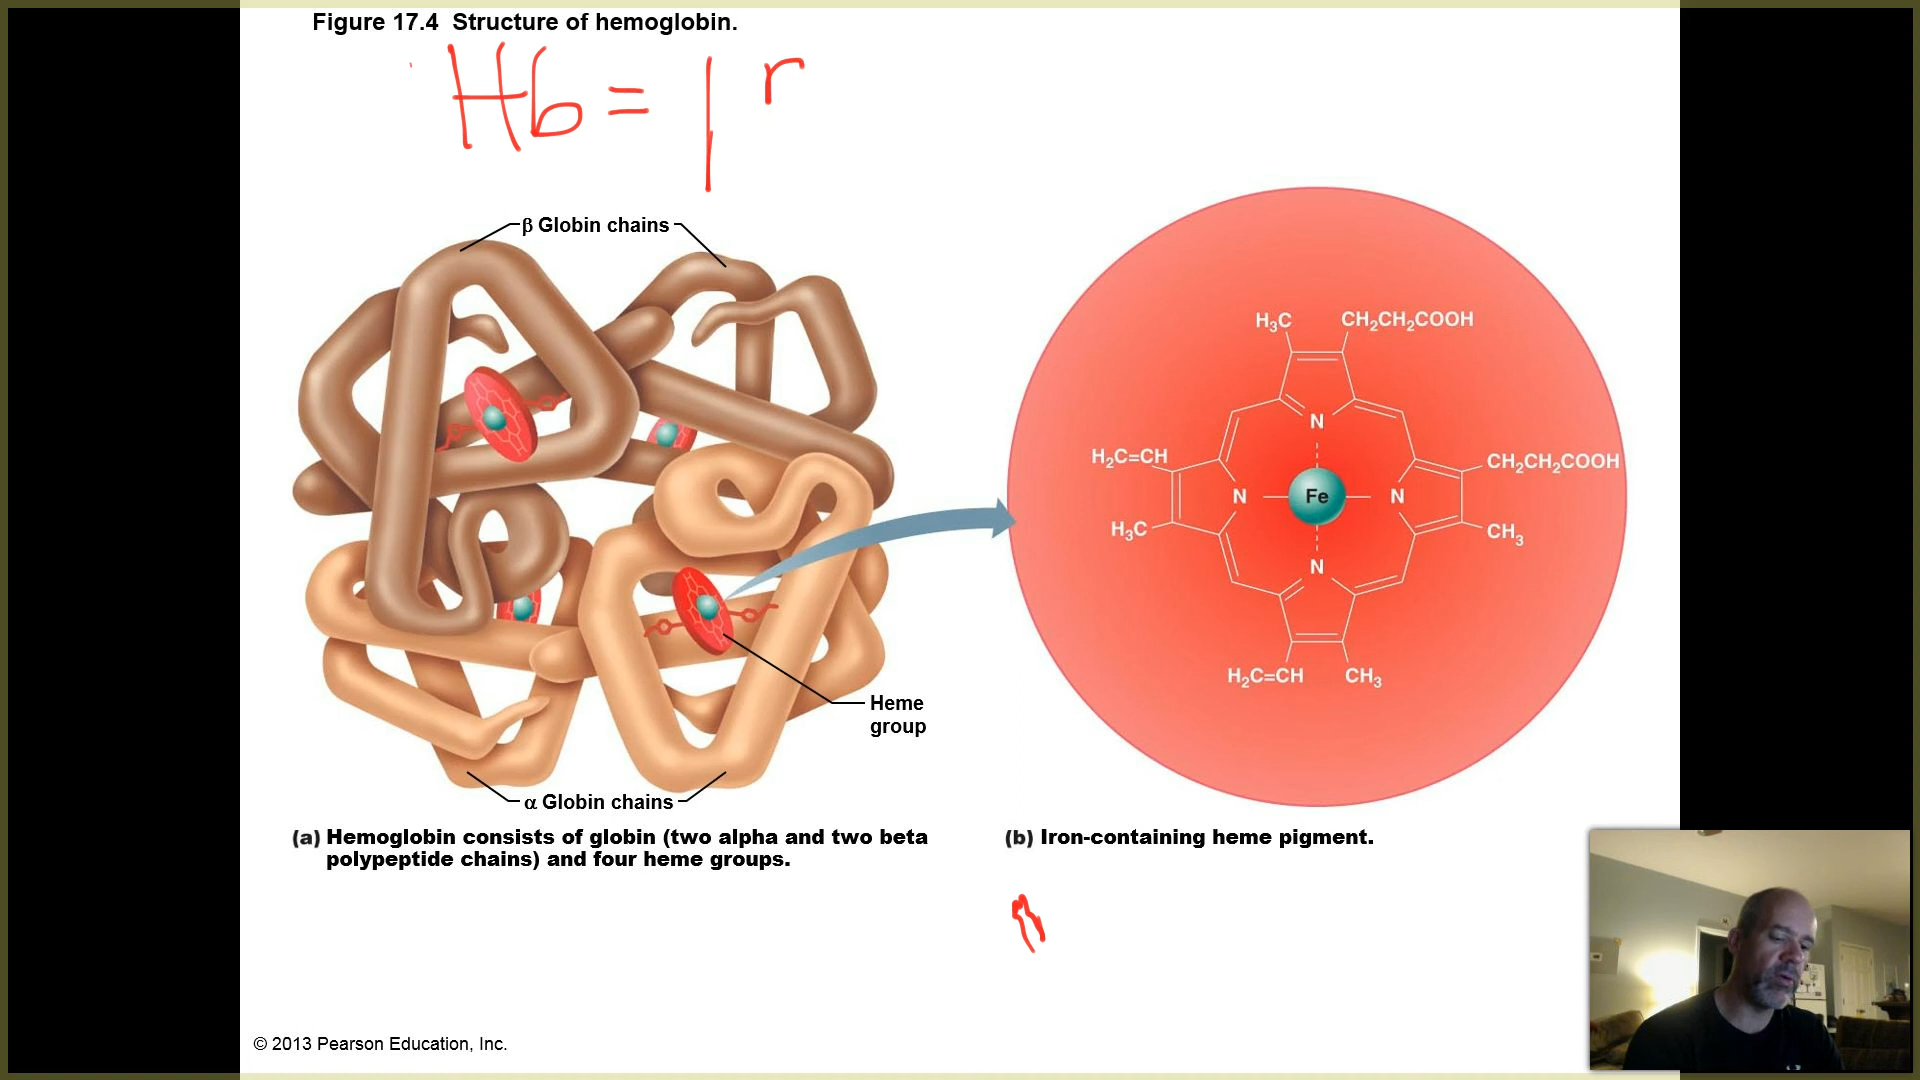 Figure 17.4 Structure of hemoglobin.
Hb = 1 r
β Globin chains
Heme
group
α Globin chains
(a) Hemoglobin consists of globin (two alpha and two beta
polypeptide chains) and four heme groups.
H₃C
CH₂CH₂COOH
H₂C=CH
N
CH₂CH₂COOH
N
Fe
N
H₃C
CH₃
N
H₂C=CH
CH₃
(b) Iron-containing heme pigment.
© 2013 Pearson Education, Inc.